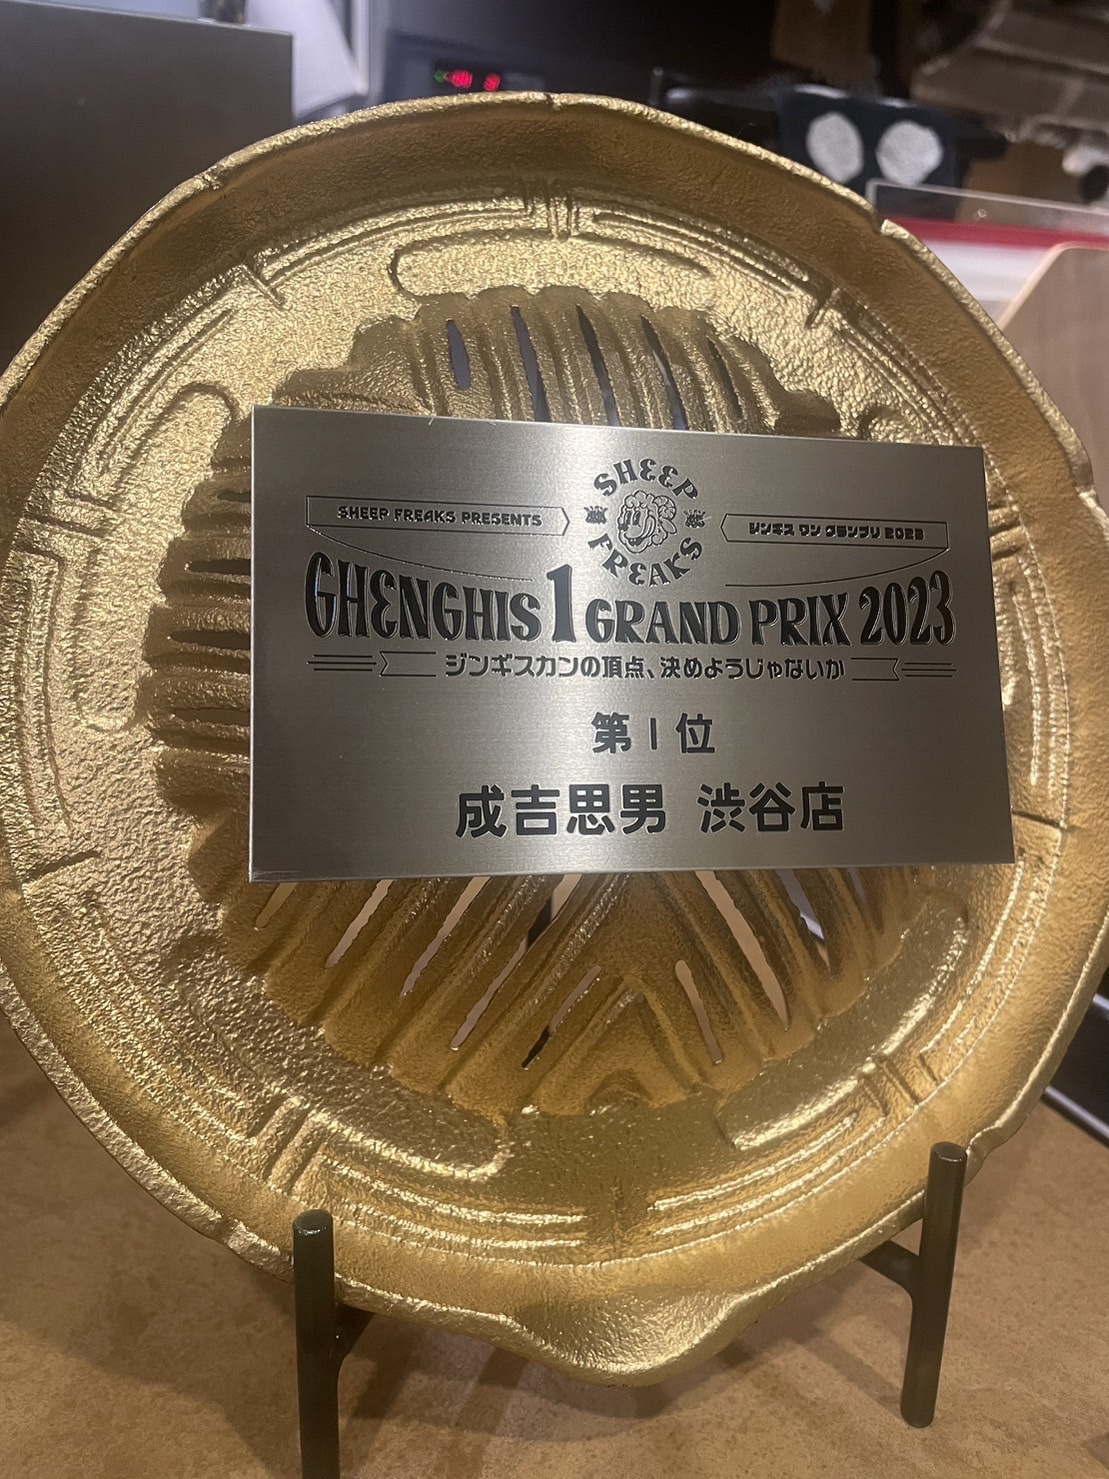 SHEEP
FREAKS
SHEEP FREAKS PRESENTS
ジンギス ワン グランプリ 2023
GHENGHIS 1 GRAND PRIX 2023
ジンギスカンの頂点、決めようじゃないか
第1位
成吉思男 渋谷店